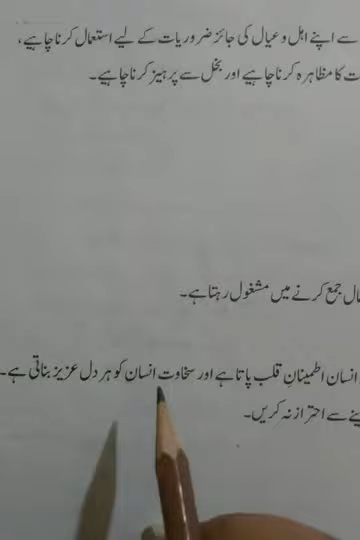 سے اپنے اہل و عیال کی جائز ضروریات کے لیے استعمال کرنا چاہیے،
کا مظاہرہ کرنا چاہیے اور بخل سے پرہیز کرنا چاہیے۔
جمع کرنے میں مشغول رہتا ہے۔
انسان اطمینانِ قلب پاتا ہے اور سخاوت انسان کو ہر دل عزیز بناتی ہے۔
سے احتراز نہ کریں۔